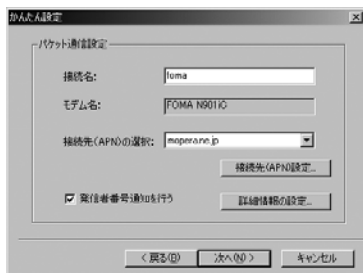 かんたん設定
パケット通信設定
接続名: foma
モデム名: FOMA N901iC
接続先(APN)の選択: mopera.ne.jp
接続先(APN)設定...
発信者番号通知を行う
詳細情報の設定...
< 戻る(B) 次へ(N) > キャンセル